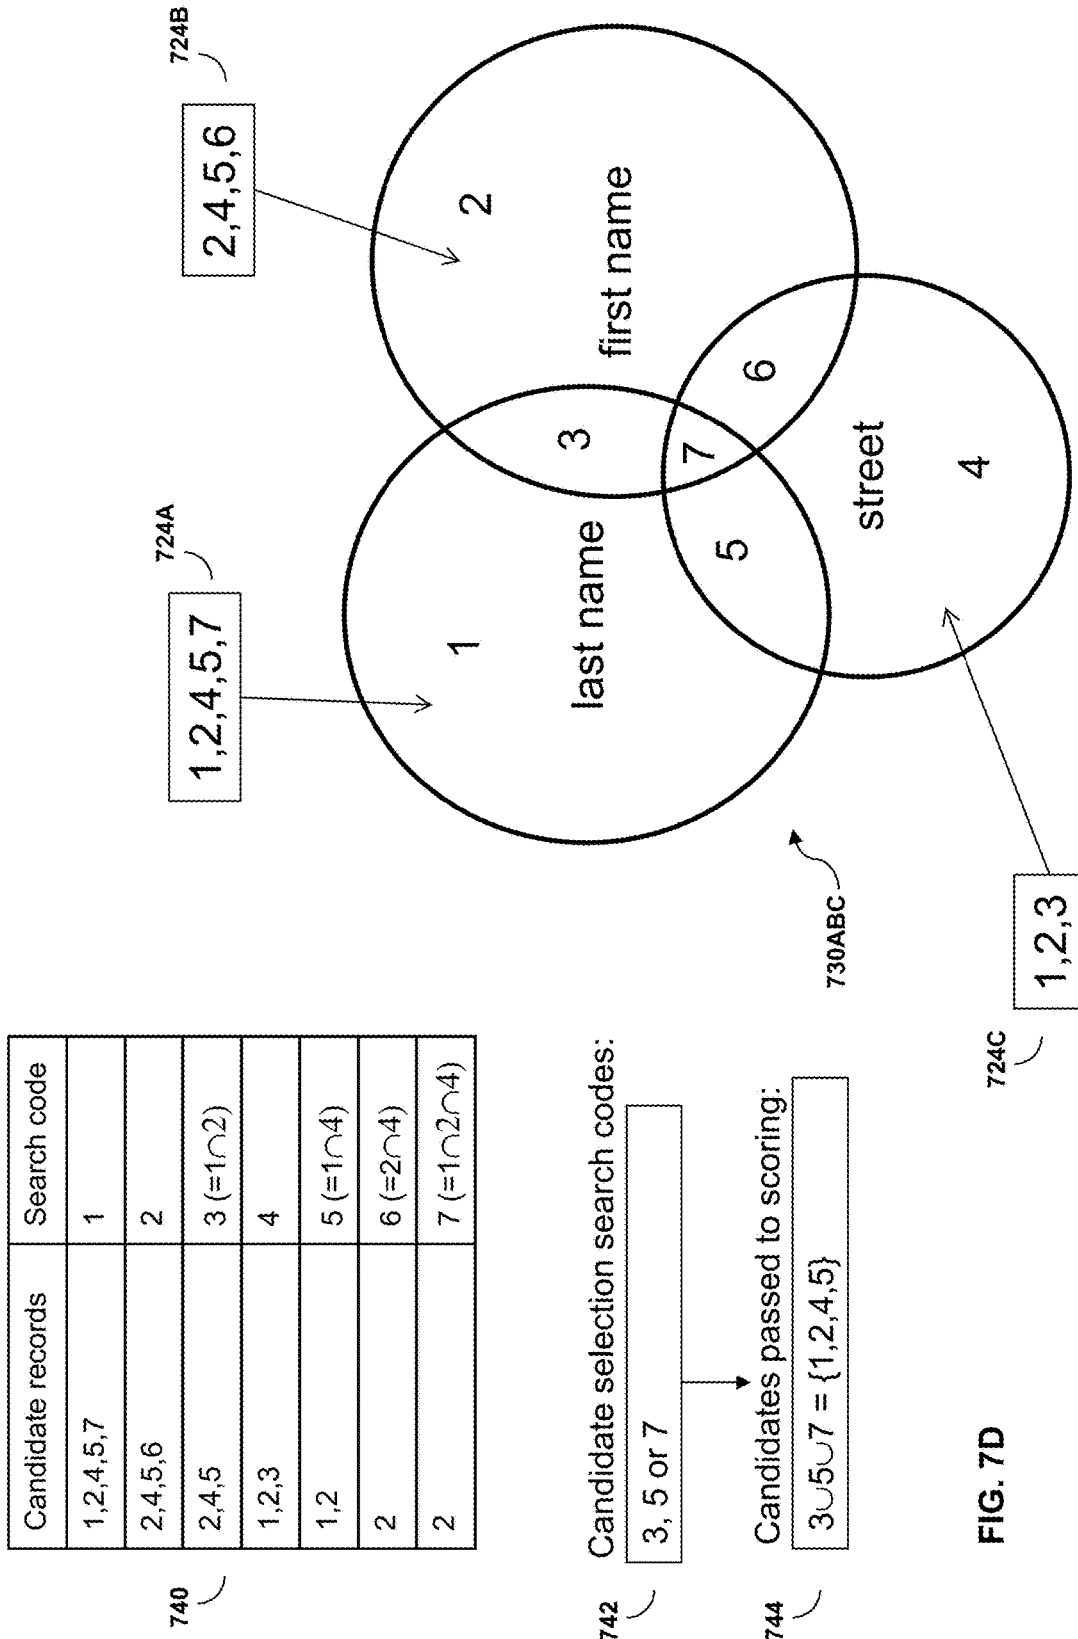 740
Candidate records Search code
1,2,4,5,7 1
2,4,5,6 2
2,4,5 3 (=1∩2)
1,2,3 4
1,2 5 (=1∩4)
2 6 (=2∩4)
2 7 (=1∩2∩4)
742
Candidate selection search codes:
3, 5 or 7
744
Candidates passed to scoring:
3∪5∪7 = {1,2,4,5}
FIG. 7D
724A
1,2,4,5,7
724B
2,4,5,6
1
2
last name
3
first name
5
7
6
street
4
730ABC
724C
1,2,3